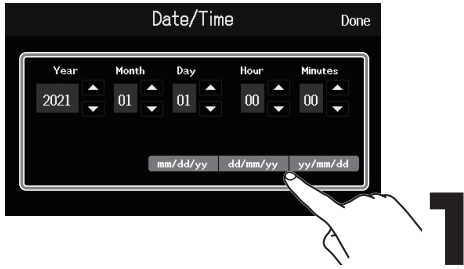 Date/Time Done
Year Month Day Hour Minutes
2021 01 01 00 00
mm/dd/yy dd/mm/yy yy/mm/dd
1